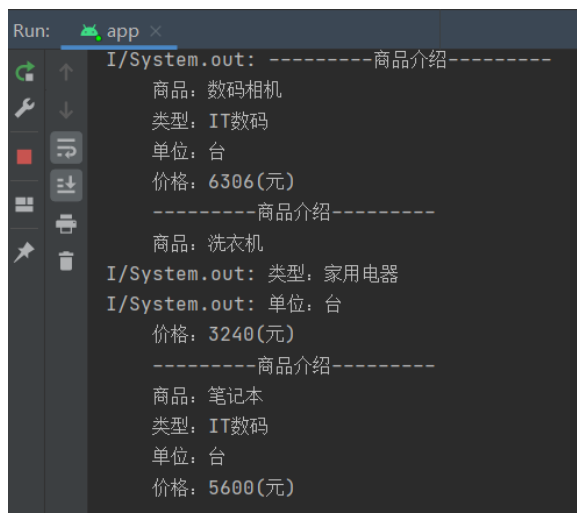 Run: app ×
I/System.out: ---------商品介绍---------
商品：数码相机
类型：IT数码
单位：台
价格：6306(元)
---------商品介绍---------
商品：洗衣机
I/System.out: 类型：家用电器
I/System.out: 单位：台
价格：3240(元)
---------商品介绍---------
商品：笔记本
类型：IT数码
单位：台
价格：5600(元)